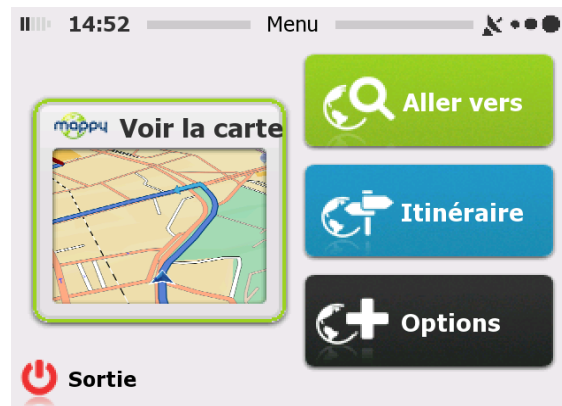 14:52 Menu
Aller vers
mappy Voir la carte
Itinéraire
Options
Sortie